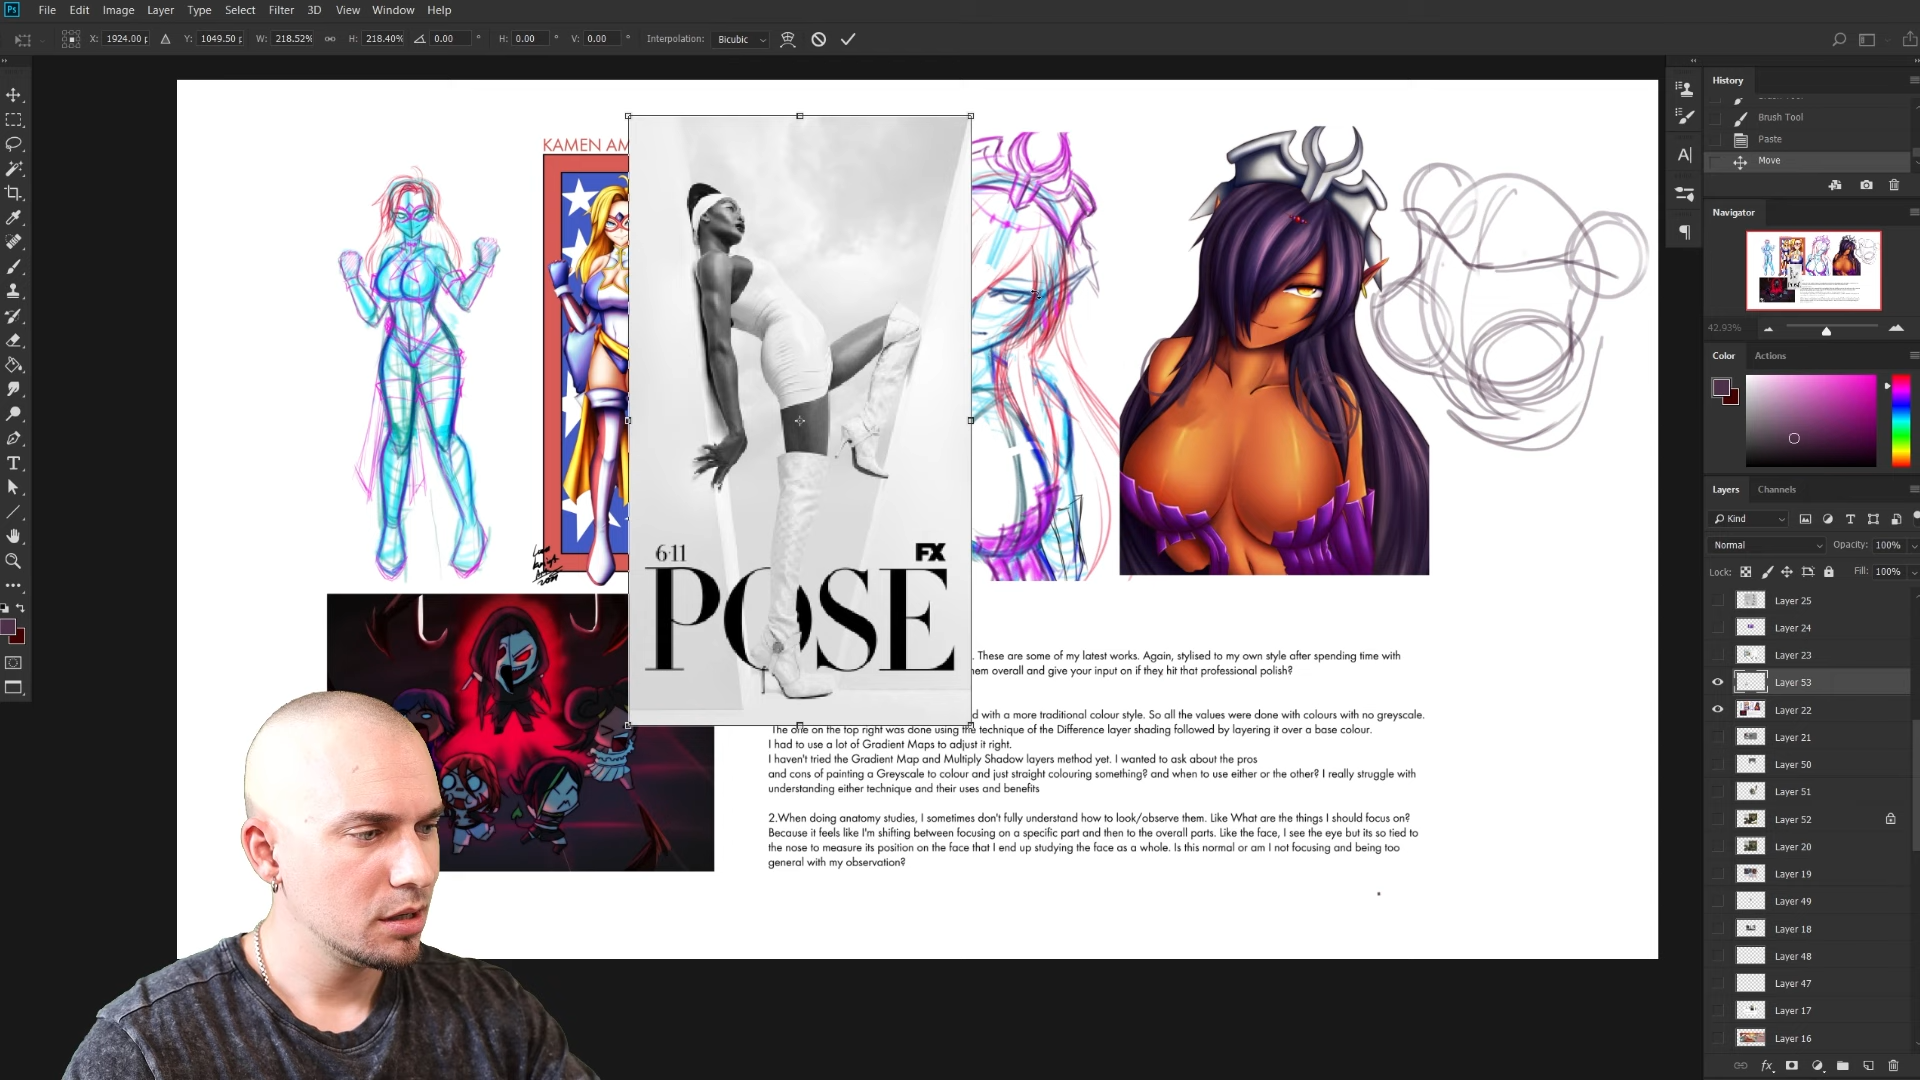 Ps
File Edit Image Layer Type Select Filter 3D View Window Help
X: 1924.00 p Y: 1049.50 p W: 218.52% H: 218.40% 0.00 ° H: 0.00 ° V: 0.00 ° Interpolation: Bicubic
History
Brush Tool
Paste
Move
Navigator
42.93%
Color Actions
Layers Channels
Kind
Normal Opacity: 100%
Lock: Fill: 100%
Layer 25
Layer 24
Layer 23
Layer 53
Layer 22
Layer 21
Layer 50
Layer 51
Layer 52
Layer 20
Layer 19
Layer 49
Layer 18
Layer 48
Layer 47
Layer 17
Layer 16
fx
KAMEN AM
6·11
FX
POSE
. These are some of my latest works. Again, stylised to my own style after spending time with
em overall and give your input on if they hit that professional polish?
d with a more traditional colour style. So all the values were done with colours with no greyscale.
The one on the top right was done using the technique of the Difference layer shading followed by layering it over a base colour.
I had to use a lot of Gradient Maps to adjust it right.
I haven't tried the Gradient Map and Multiply Shadow layers method yet. I wanted to ask about the pros
and cons of painting a Greyscale to colour and just straight colouring something? and when to use either or the other? I really struggle with
understanding either technique and their uses and benefits
2.When doing anatomy studies, I sometimes don't fully understand how to look/observe them. Like What are the things I should focus on?
Because it feels like I'm shifting between focusing on a specific part and then to the overall parts. Like the face, I see the eye but its so tied to
the nose to measure its position on the face that I end up studying the face as a whole. Is this normal or am I not focusing and being too
general with my observation?